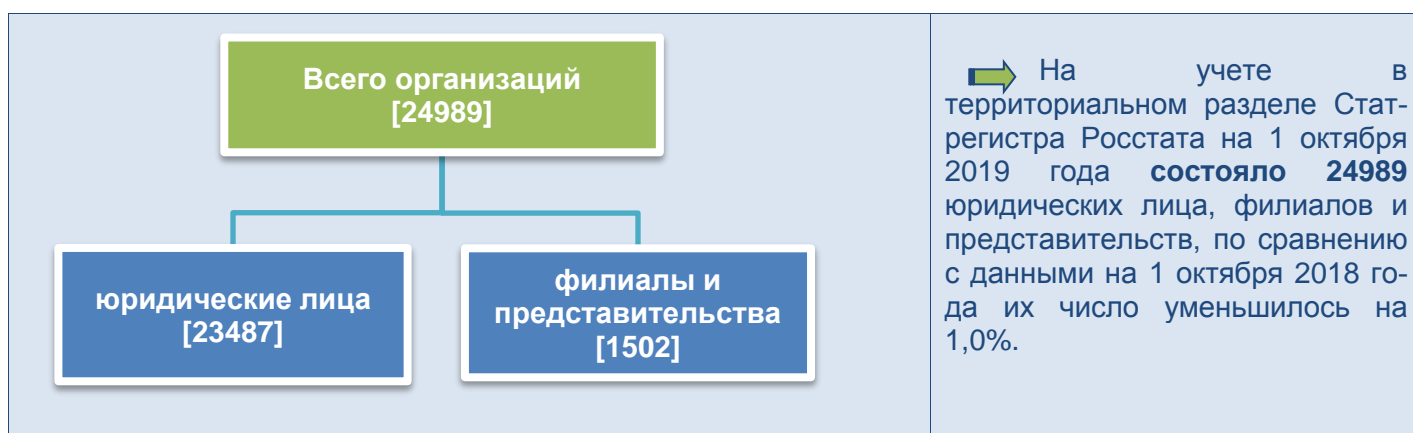 Всего организаций
[24989]
юридические лица
[23487]
филиалы и
представительства
[1502]
На учете в
территориальном разделе Стат-
регистра Росстата на 1 октября
2019 года состояло 24989
юридических лица, филиалов и
представительств, по сравнению
с данными на 1 октября 2018 го-
да их число уменьшилось на
1,0%.